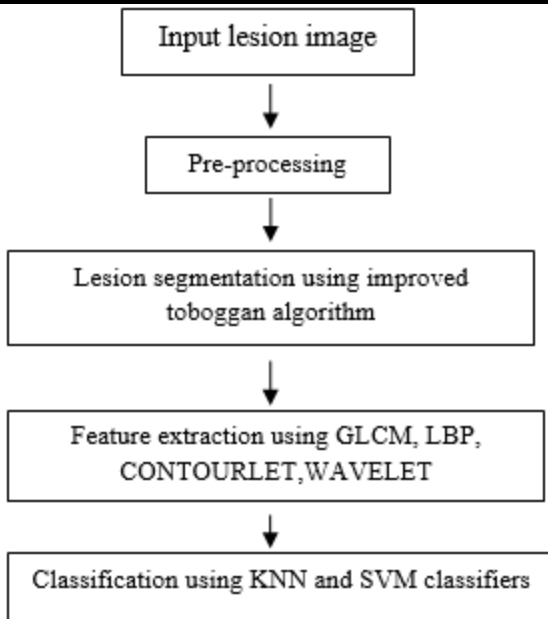 Input lesion image
Pre-processing
Lesion segmentation using improved
toboggan algorithm
Feature extraction using GLCM, LBP,
CONTOURLET,WAVELET
Classification using KNN and SVM classifiers